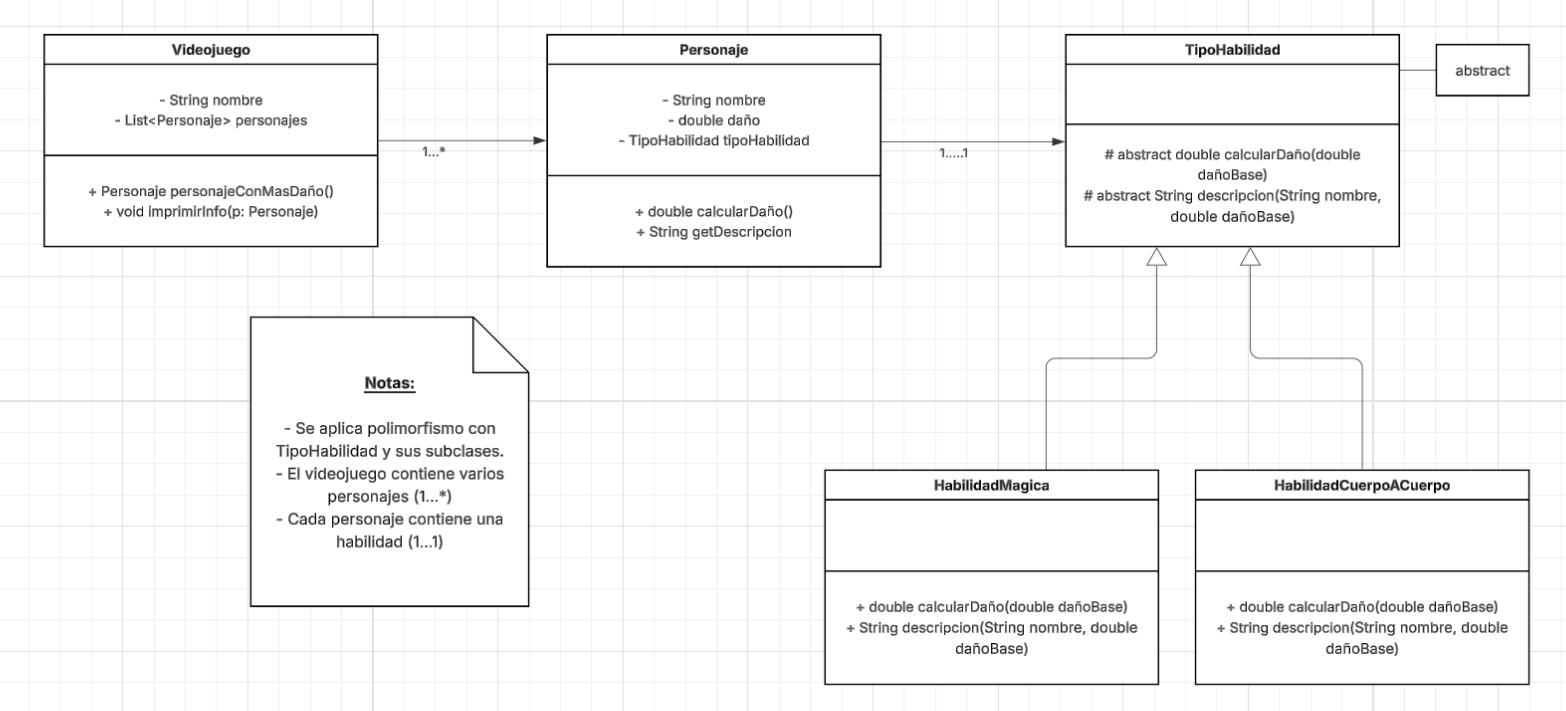 Videojuego
- String nombre
- List<Personaje> personajes
+ Personaje personajeConMasDaño()
+ void imprimirInfo(p: Personaje)
1...*
Personaje
- String nombre
- double daño
- TipoHabilidad tipoHabilidad
+ double calcularDaño()
+ String getDescripcion
1.....1
TipoHabilidad
# abstract double calcularDaño(double
dañoBase)
# abstract String descripcion(String nombre,
double dañoBase)
abstract
Notas:
- Se aplica polimorfismo con
TipoHabilidad y sus subclases.
- El videojuego contiene varios
personajes (1...*)
- Cada personaje contiene una
habilidad (1...1)
HabilidadMagica
+ double calcularDaño(double dañoBase)
+ String descripcion(String nombre, double
dañoBase)
HabilidadCuerpoACuerpo
+ double calcularDaño(double dañoBase)
+ String descripcion(String nombre, double
dañoBase)